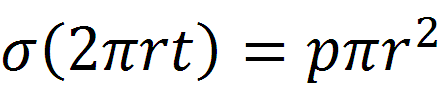 σ(2πrt) = pπr²